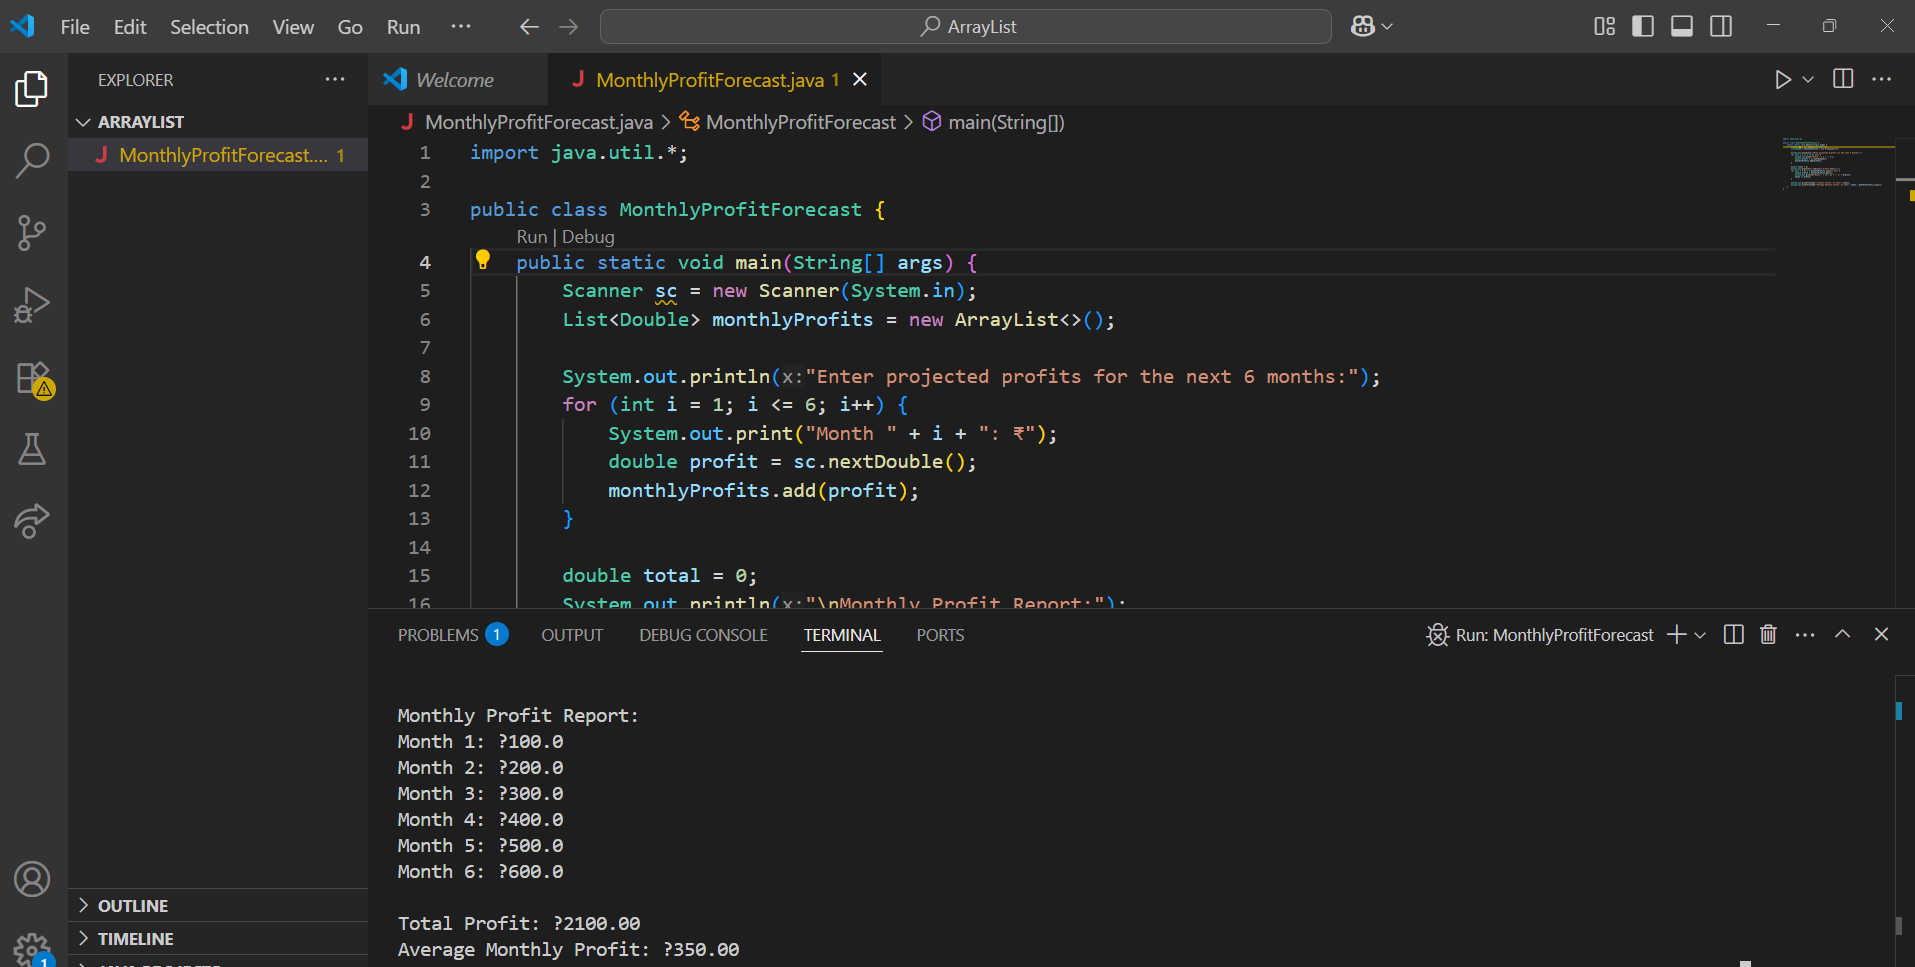 File Edit Selection View Go Run ··· ArrayList
EXPLORER ···
ARRAYLIST
MonthlyProfitForecast.... 1
OUTLINE
TIMELINE
1
Welcome
J MonthlyProfitForecast.java 1
J MonthlyProfitForecast.java > MonthlyProfitForecast > main(String[])
1 import java.util.*;
2
3 public class MonthlyProfitForecast {
Run | Debug
4 public static void main(String[] args) {
5 Scanner sc = new Scanner(System.in);
6 List<Double> monthlyProfits = new ArrayList<>();
7
8 System.out.println(x:"Enter projected profits for the next 6 months:");
9 for (int i = 1; i <= 6; i++) {
10 System.out.print("Month " + i + ": ₹");
11 double profit = sc.nextDouble();
12 monthlyProfits.add(profit);
13 }
14
15 double total = 0;
16 System.out.println(x:"\nMonthly Profit Report:");
PROBLEMS 1 OUTPUT DEBUG CONSOLE TERMINAL PORTS Run: MonthlyProfitForecast
Monthly Profit Report:
Month 1: ?100.0
Month 2: ?200.0
Month 3: ?300.0
Month 4: ?400.0
Month 5: ?500.0
Month 6: ?600.0
Total Profit: ?2100.00
Average Monthly Profit: ?350.00